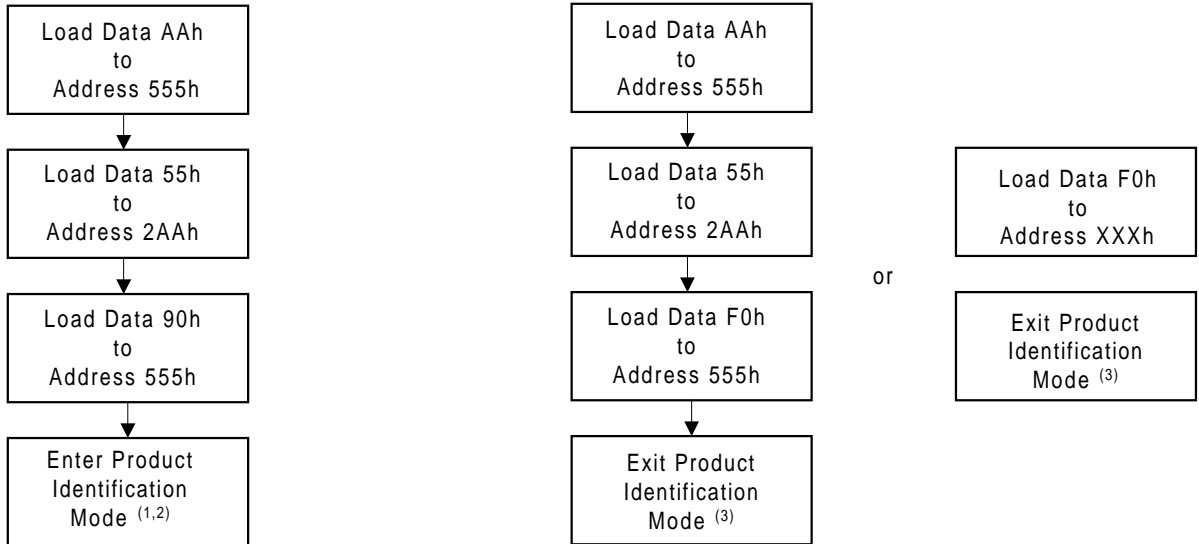 Load Data AAh
to
Address 555h
Load Data 55h
to
Address 2AAh
Load Data 90h
to
Address 555h
Enter Product
Identification
Mode (1,2)
Load Data AAh
to
Address 555h
Load Data 55h
to
Address 2AAh
Load Data F0h
to
Address 555h
Exit Product
Identification
Mode (3)
or
Load Data F0h
to
Address XXXh
Exit Product
Identification
Mode (3)